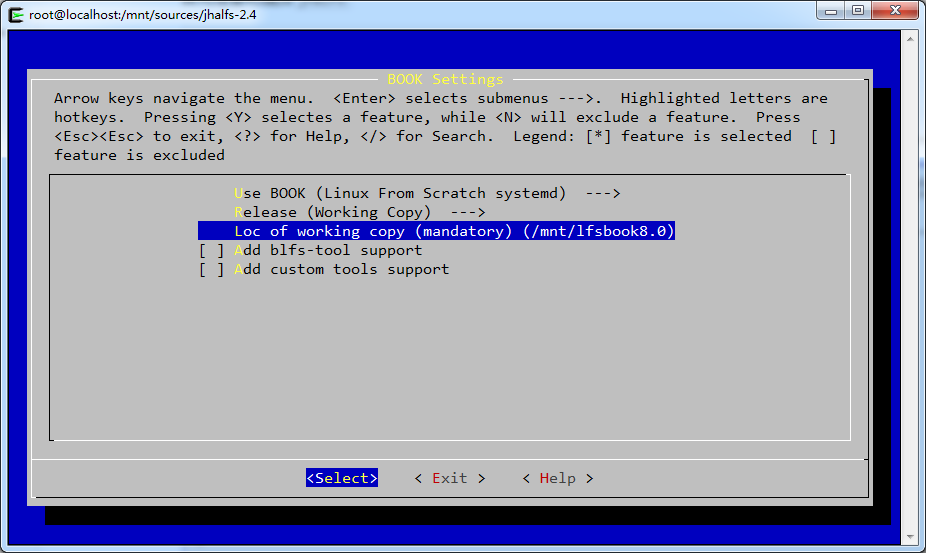 root@localhost:/mnt/sources/jhalfs-2.4
BOOK Settings
Arrow keys navigate the menu.  <Enter> selects submenus --->.  Highlighted letters are
hotkeys.  Pressing <Y> selectes a feature, while <N> will exclude a feature.  Press
<Esc><Esc> to exit, <?> for Help, </> for Search.  Legend: [*] feature is selected  [ ]
feature is excluded
Use BOOK (Linux From Scratch systemd)  --->
Release (Working Copy)  --->
Loc of working copy (mandatory) (/mnt/lfsbook8.0)
[ ] Add blfs-tool support
[ ] Add custom tools support
<Select>    < Exit >    < Help >